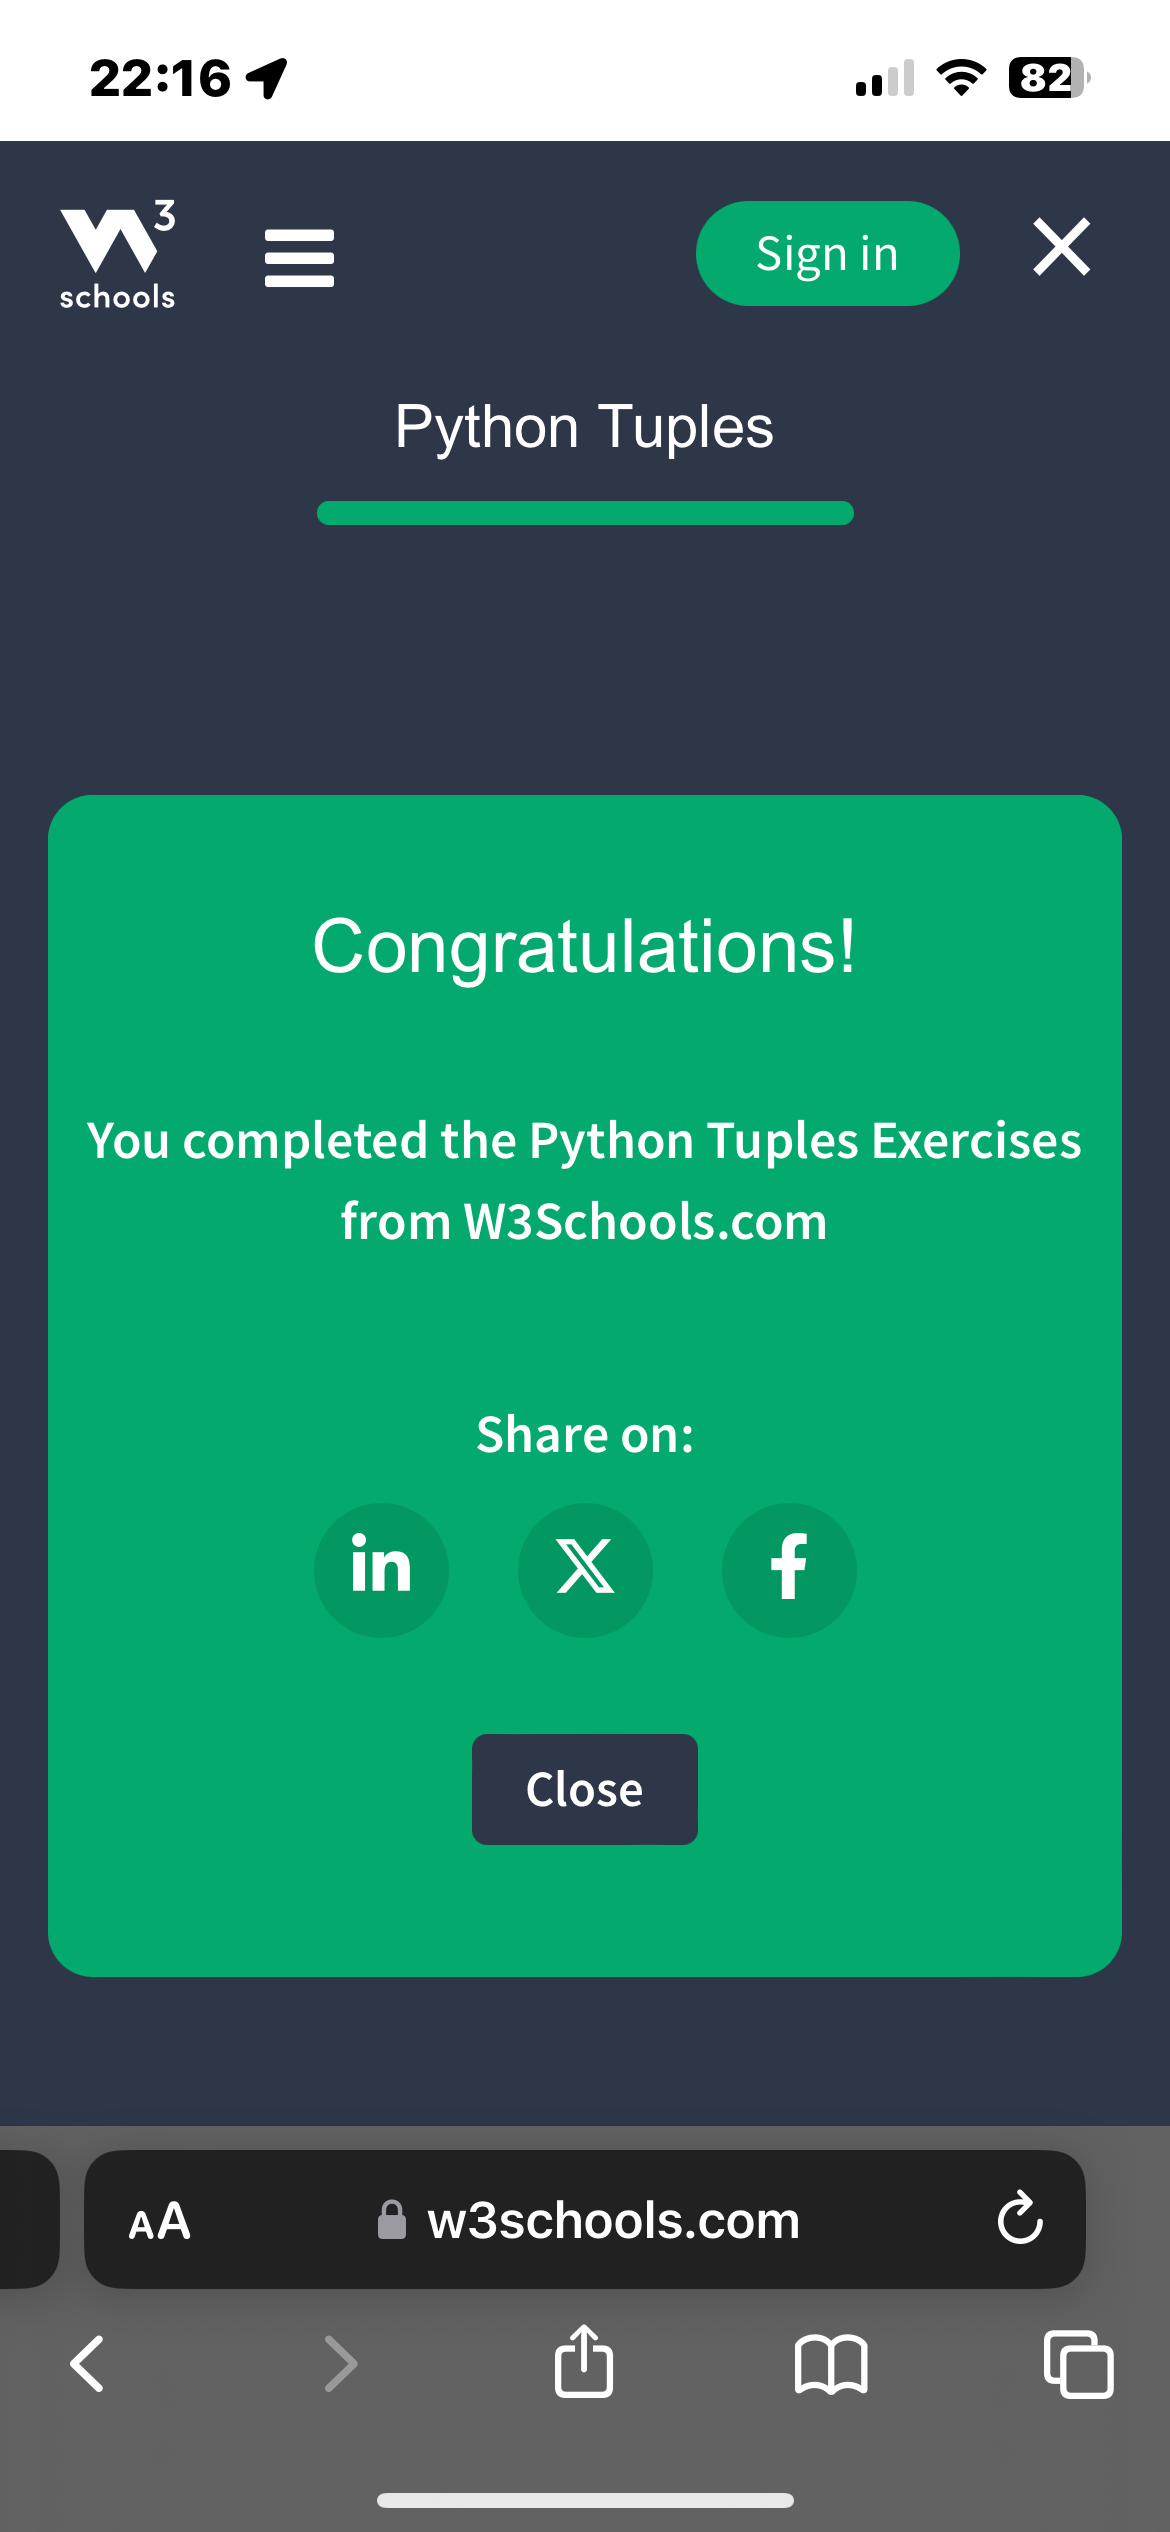 22:16
82
W3
schools
Sign in
Python Tuples
Congratulations!
You completed the Python Tuples Exercises
from W3Schools.com
Share on:
in X f
Close
AA w3schools.com